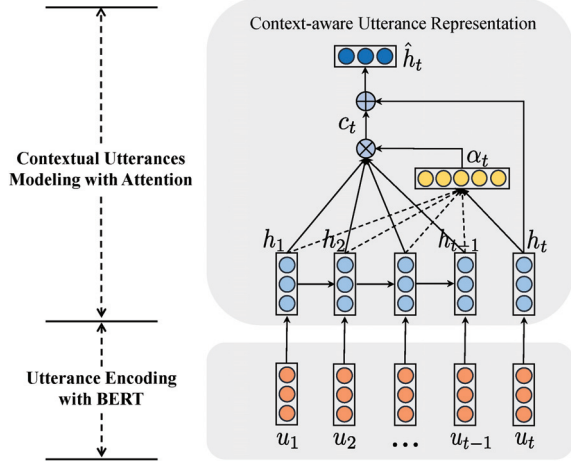 Context-aware Utterance Representation
ĥ_t
c_t
α_t
Contextual Utterances
Modeling with Attention
h_1 h_2 h_{t-1} h_t
Utterance Encoding
with BERT
u_1 u_2 ... u_{t-1} u_t